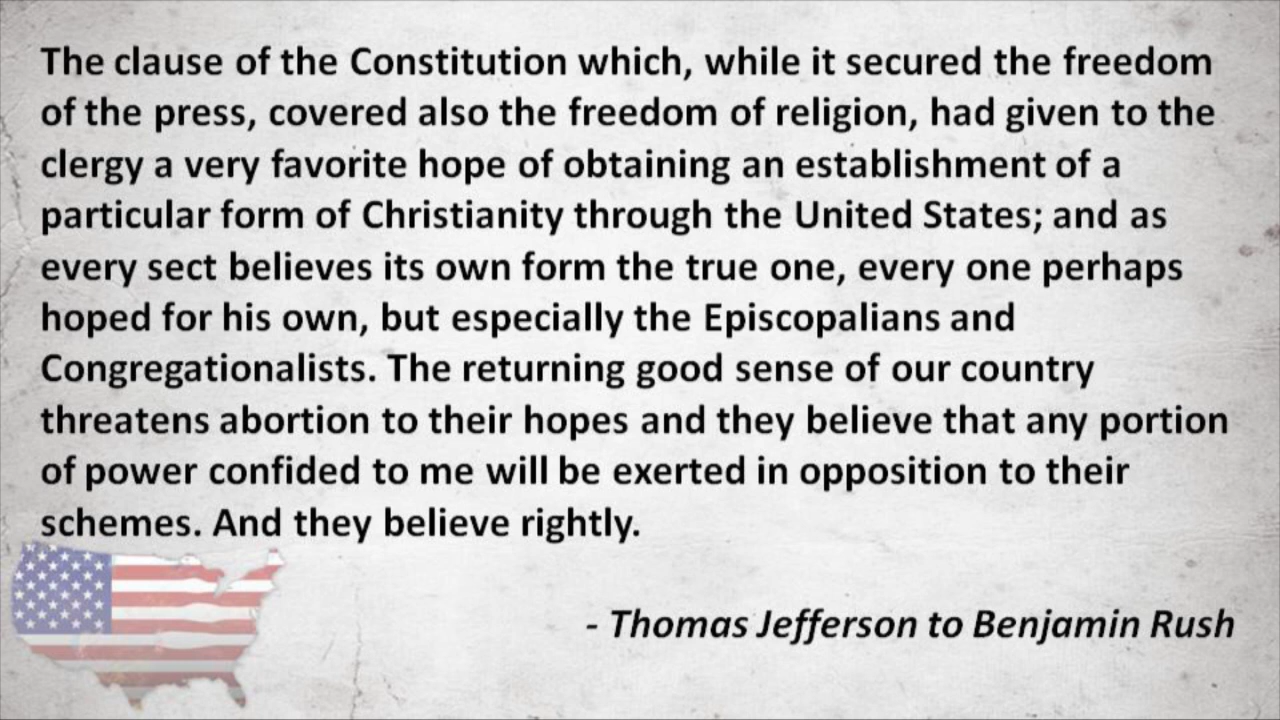 The clause of the Constitution which, while it secured the freedom
of the press, covered also the freedom of religion, had given to the
clergy a very favorite hope of obtaining an establishment of a
particular form of Christianity through the United States; and as
every sect believes its own form the true one, every one perhaps
hoped for his own, but especially the Episcopalians and
Congregationalists. The returning good sense of our country
threatens abortion to their hopes and they believe that any portion
of power confided to me will be exerted in opposition to their
schemes. And they believe rightly.
- Thomas Jefferson to Benjamin Rush